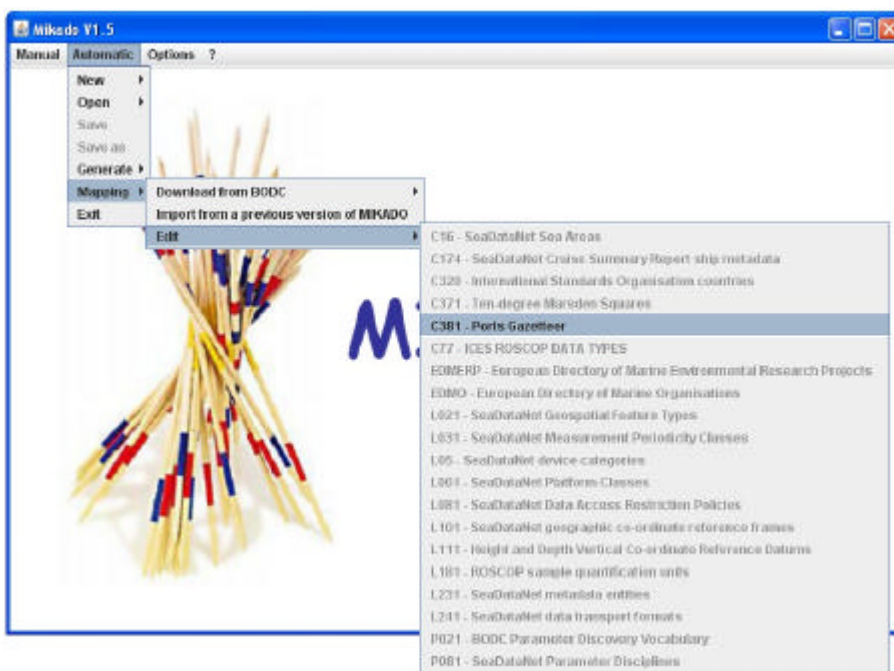 Mikado V1.5
Manual Automatic Options ?
New
Open
Save
Save as
Generate
Mapping
Exit
Download from BODC
Import from a previous version of MIKADO
Edit
C16 - SeaDataNet Sea Areas
C174 - SeaDataNet Cruise Summary Report ship metadata
C320 - International Standards Organisation countries
C371 - Ten-degree Marsden Squares
C381 - Ports Gazetteer
C77 - ICES ROSCOP DATA TYPES
EDMERP - European Directory of Marine Environmental Research Projects
EDMO - European Directory of Marine Organisations
L021 - SeaDataNet Geospatial Feature Types
L031 - SeaDataNet Measurement Periodicity Classes
L05 - SeaDataNet device categories
L061 - SeaDataNet Platform Classes
L081 - SeaDataNet Data Access Restriction Policies
L101 - SeaDataNet geographic co-ordinate reference frames
L111 - Height and Depth Vertical Co-ordinate Reference Datums
L181 - ROSCOP sample quantification units
L231 - SeaDataNet metadata entities
L241 - SeaDataNet data transport formats
P021 - BODC Parameter Discovery Vocabulary
P081 - SeaDataNet Parameter Disciplines